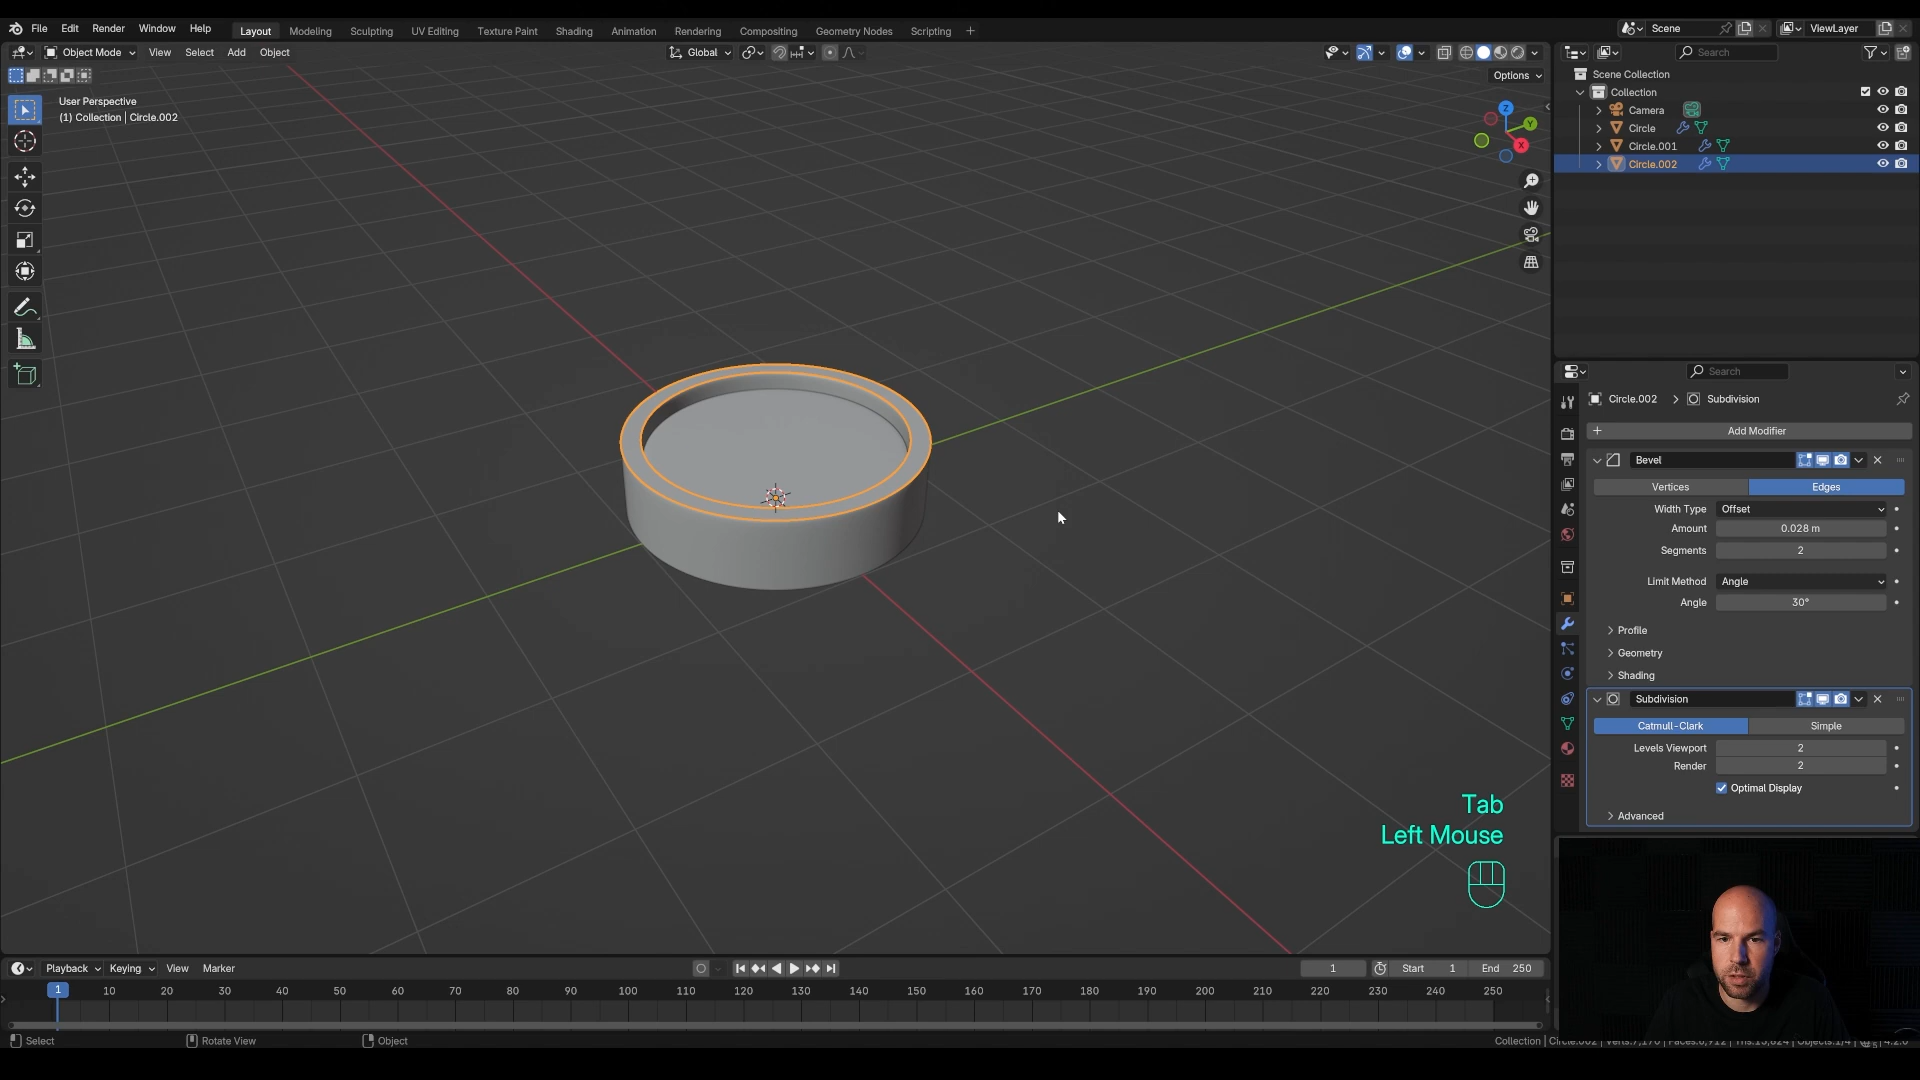 File Edit Render Window Help Layout Modeling Sculpting UV Editing Texture Paint Shading Animation Rendering Compositing Geometry Nodes Scripting + Scene ViewLayer
Object Mode View Select Add Object Global Search
Options
User Perspective
(1) Collection | Circle.002
Z
Y
X
Scene Collection
Collection
Camera
Circle
Circle.001
Circle.002
Search
Circle.002 > Subdivision
+ Add Modifier
Bevel
Vertices Edges
Width Type Offset
Amount 0.028 m
Segments 2
Limit Method Angle
Angle 30°
Profile
Geometry
Shading
Subdivision
Catmull-Clark Simple
Levels Viewport 2
Render 2
Optimal Display
Advanced
Tab
Left Mouse
Playback Keying View Marker 1 Start 1 End 250
1 10 20 30 40 50 60 70 80 90 100 110 120 130 140 150 160 170 180 190 200 210 220 230 240 250
Select Rotate View Object Collection |